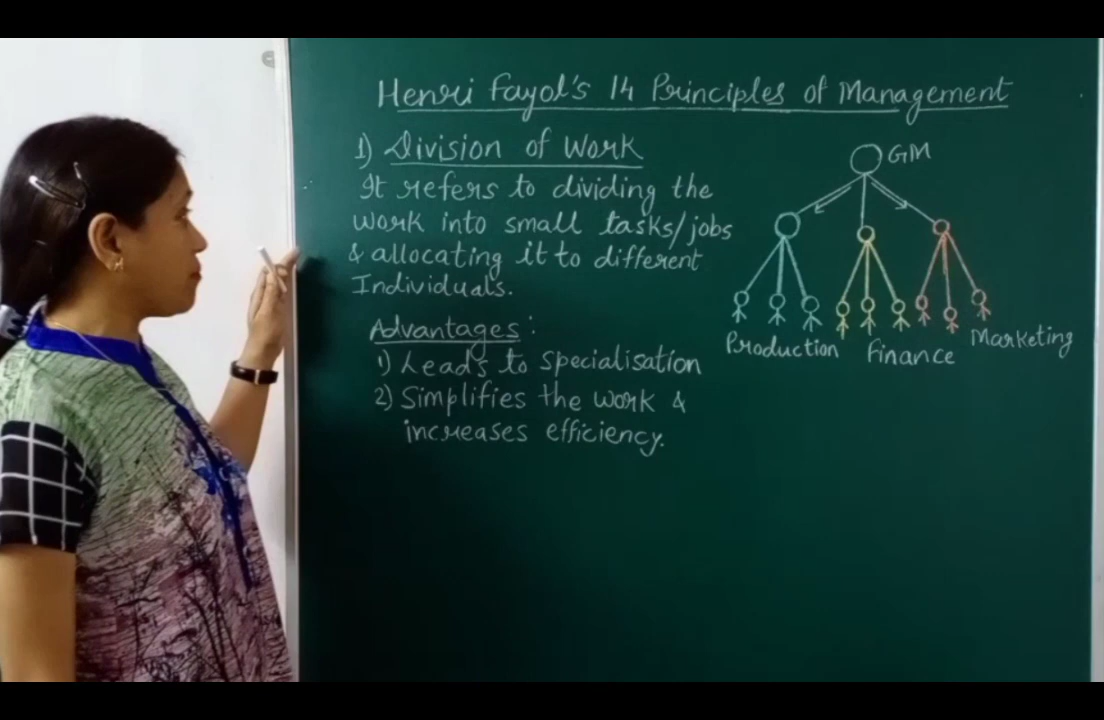 Henri Fayol's 14 Principles of Management
1) Division of Work
It refers to dividing the
work into small tasks/jobs
& allocating it to different
Individuals.
Advantages:
1) Leads to Specialisation
2) Simplifies the work &
increases efficiency.
GM
Production
Finance
Marketing